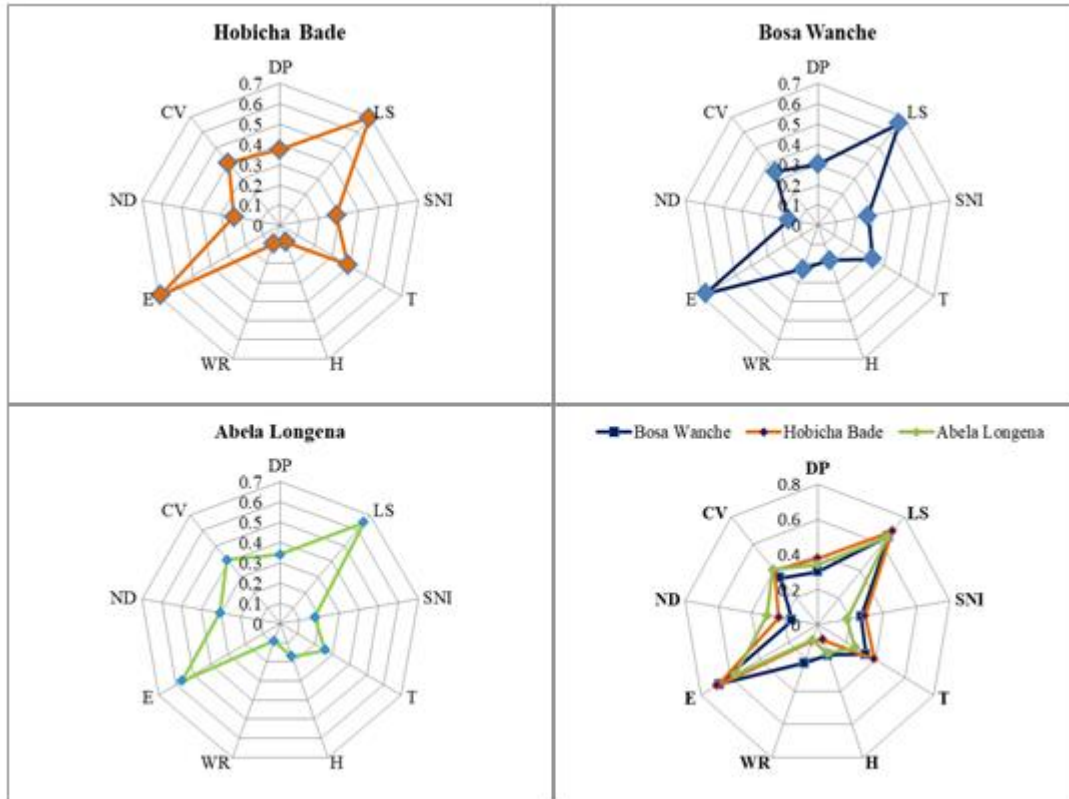 Hobicha Bade
DP
LS
SNI
T
H
WR
E
ND
CV
0.7
0.6
0.5
0.4
0.3
0.2
0.1
0
Bosa Wanche
DP
LS
SNI
T
H
WR
E
ND
CV
0.7
0.6
0.5
0.4
0.3
0.2
0.1
0
Abela Longena
DP
LS
SNI
T
H
WR
E
ND
CV
0.7
0.6
0.5
0.4
0.3
0.2
0.1
0
Bosa Wanche Hobicha Bade Abela Longena
DP
LS
SNI
T
H
WR
E
ND
CV
0.8
0.6
0.4
0.2
0